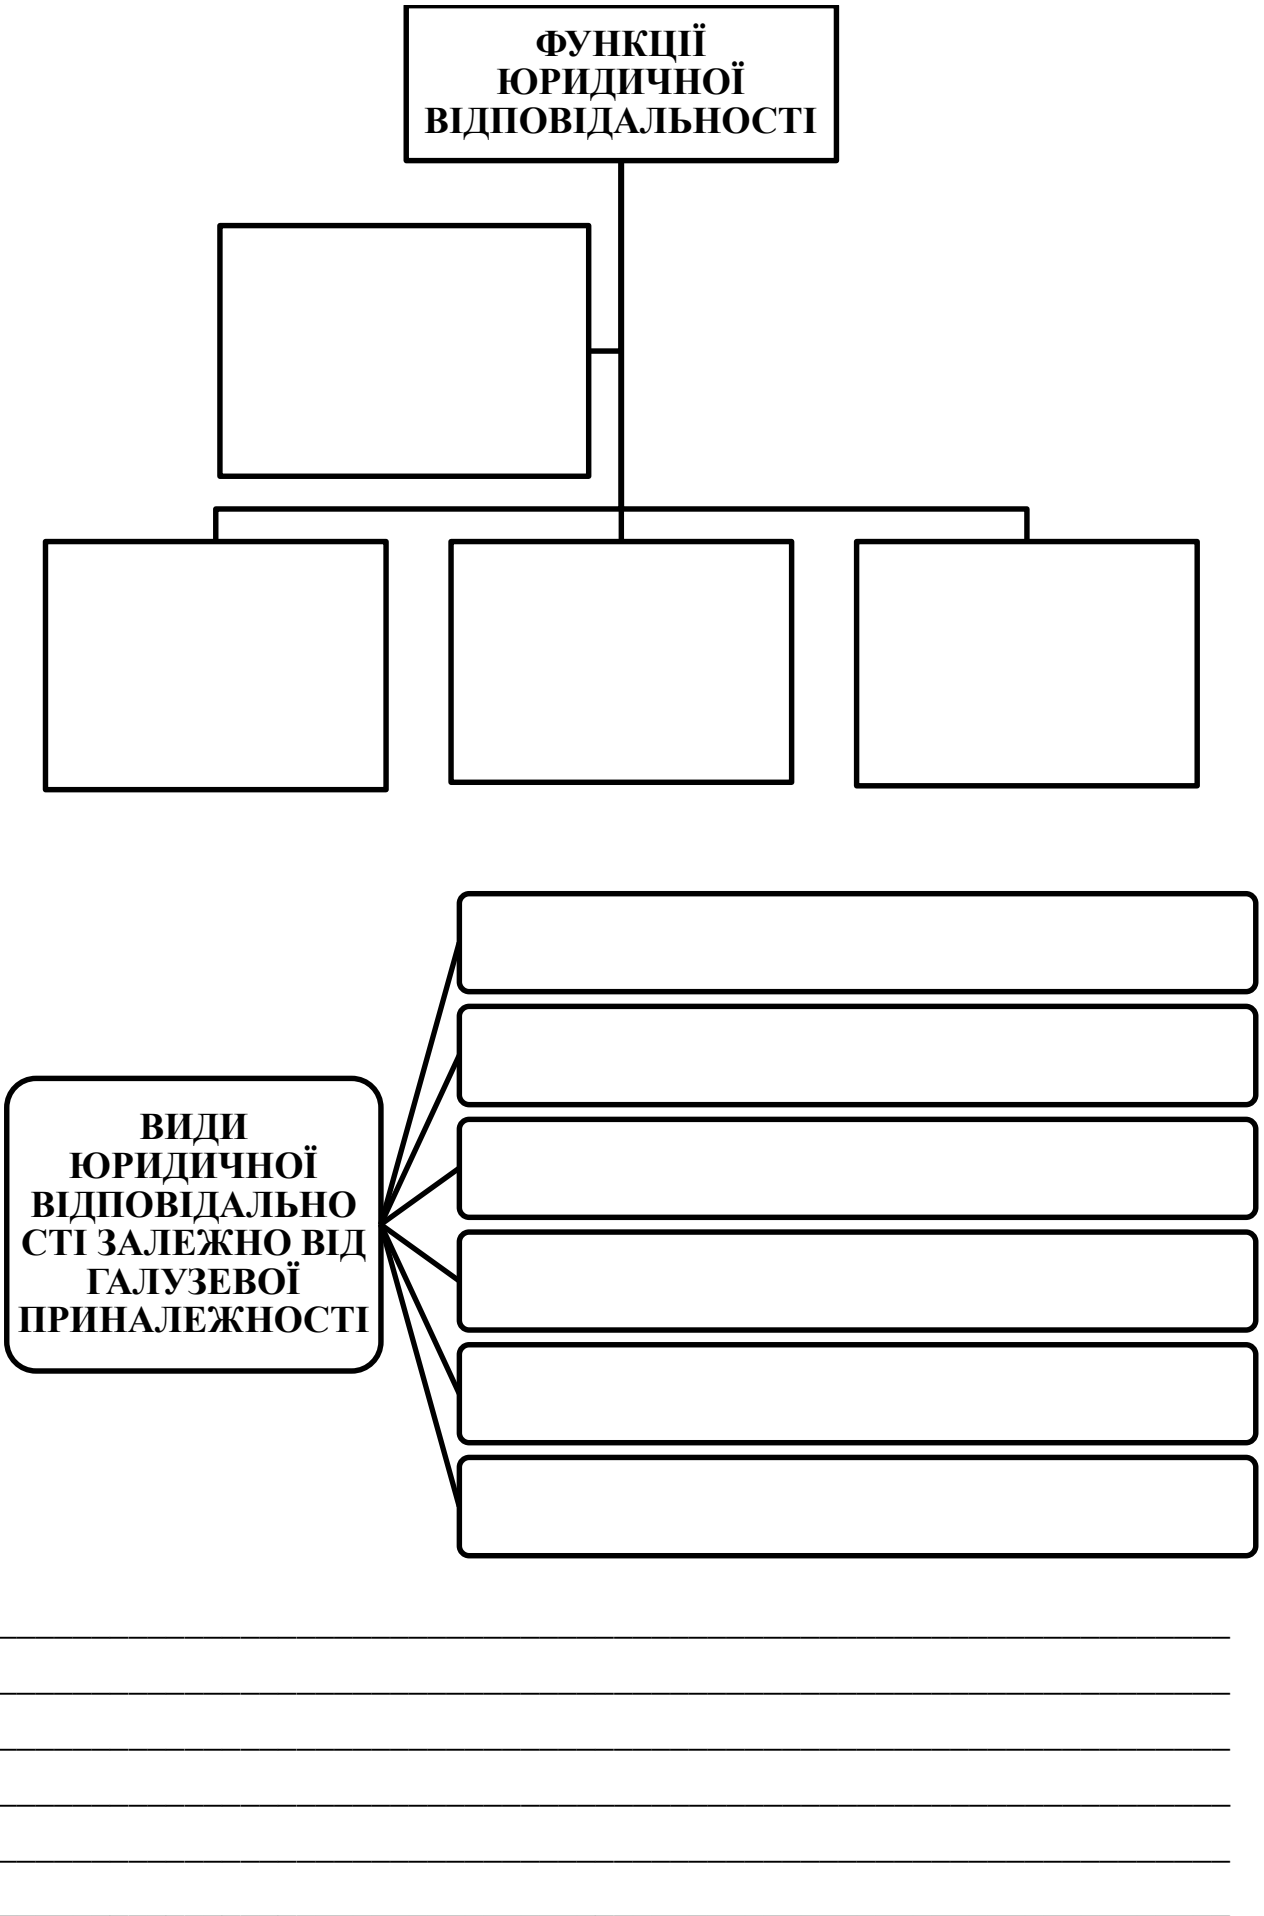 ФУНКЦІЇ
ЮРИДИЧНОЇ
ВІДПОВІДАЛЬНОСТІ
ВИДИ
ЮРИДИЧНОЇ
ВІДПОВІДАЛЬНО
СТІ ЗАЛЕЖНО ВІД
ГАЛУЗЕВОЇ
ПРИНАЛЕЖНОСТІ